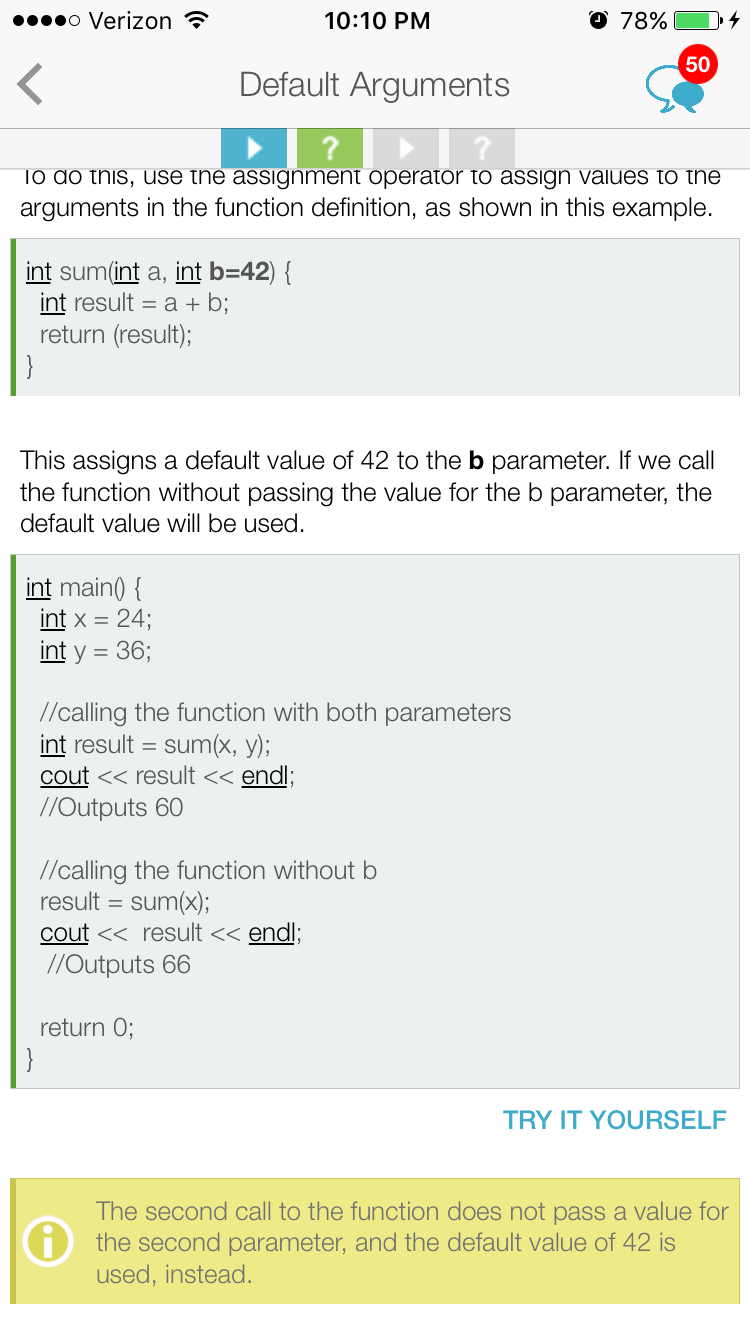 Verizon 10:10 PM 78%
Default Arguments 50
? ?
To do this, use the assignment operator to assign values to the
arguments in the function definition, as shown in this example.
int sum(int a, int b=42) {
int result = a + b;
return (result);
}
This assigns a default value of 42 to the b parameter. If we call
the function without passing the value for the b parameter, the
default value will be used.
int main() {
int x = 24;
int y = 36;
//calling the function with both parameters
int result = sum(x, y);
cout << result << endl;
//Outputs 60
//calling the function without b
result = sum(x);
cout <<  result << endl;
//Outputs 66
return 0;
}
TRY IT YOURSELF
The second call to the function does not pass a value for
the second parameter, and the default value of 42 is
used, instead.